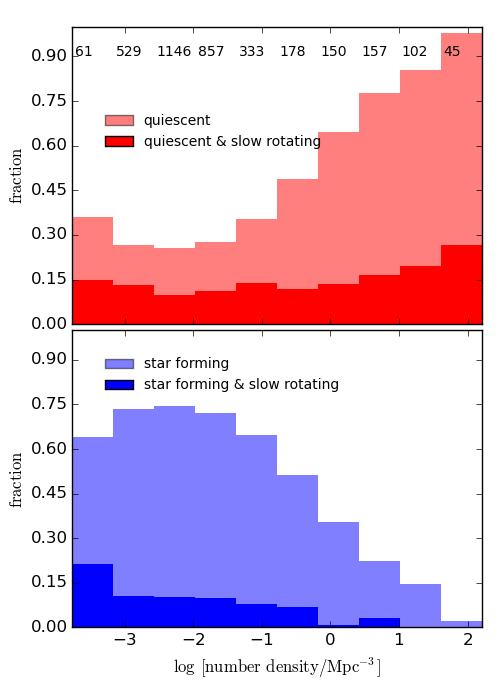 61 529 1146 857 333 178 150 157 102 45
0.90
0.75
quiescent
quiescent & slow rotating
0.60
fraction
0.45
0.30
0.15
0.00
star forming
0.90
star forming & slow rotating
0.75
0.60
fraction
0.45
0.30
0.15
0.00
−3 −2 −1 0 1 2
log [number density/Mpc⁻³]